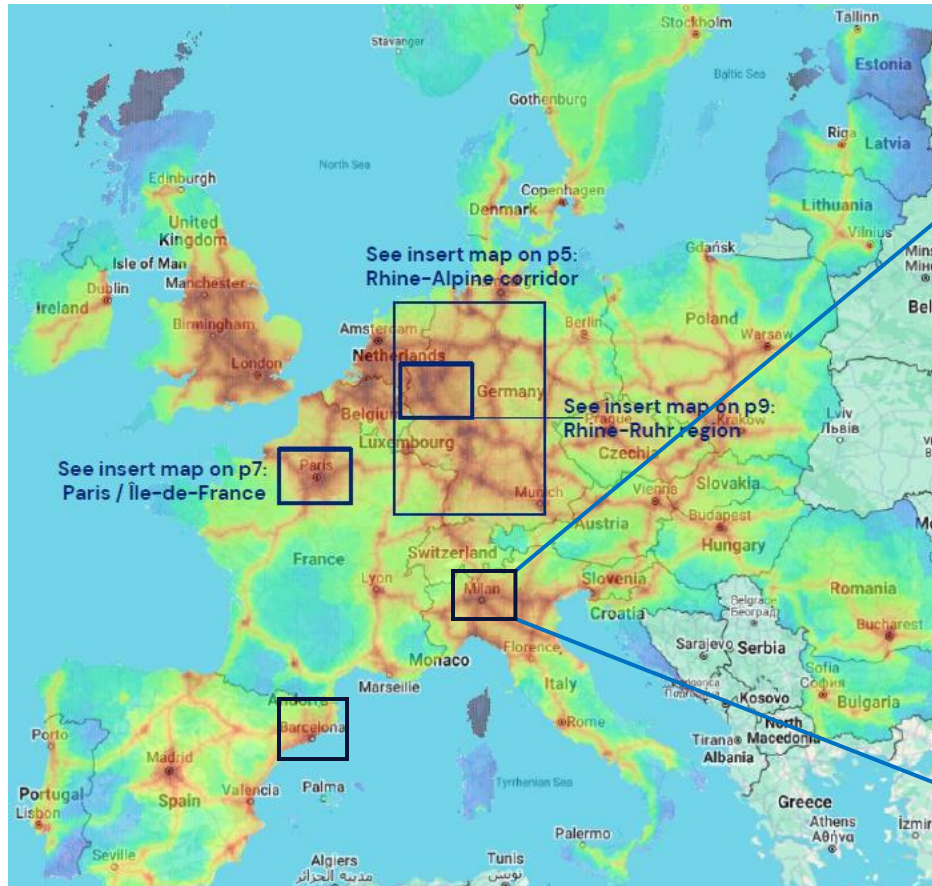 Stockholm
Tallinn
Stavanger
Estonia
Baltic Sea
Gothenburg
Riga
Latvia
North Sea
Edinburgh
Copenhagen
Denmark
Lithuania
United
Kingdom
Vilnius
Isle of Man
See insert map on p5:
Rhine-Alpine corridor
Gdańsk
Dublin
Manchester
Ireland
Birmingham
Amsterdam
Berlin
Poland
Warsaw
Netherlands
London
Germany
Belgium
See insert map on p9:
Rhine-Ruhr region
Prague
Krakow
Lviv
Львів
Luxembourg
Czechia
See insert map on p7:
Paris / Île-de-France
Paris
Slovakia
Munich
Vienna
Austria
Budapest
Hungary
Switzerland
France
Lyon
Milan
Slovenia
Croatia
Romania
Belgrade
Београд
Bucharest
Monaco
Florence
Sarajevo
Serbia
Marseille
Italy
Sofia
София
Bulgaria
Kosovo
Andorra
Barcelona
Rome
North
Macedonia
Tirana
Albania
Porto
Madrid
Spain
Valencia
Palma
Tyrrhenian Sea
Portugal
Lisbon
Greece
Athens
Αθήνα
Palermo
Seville
Algiers
مدينة الجزائر
Tunis
تونس